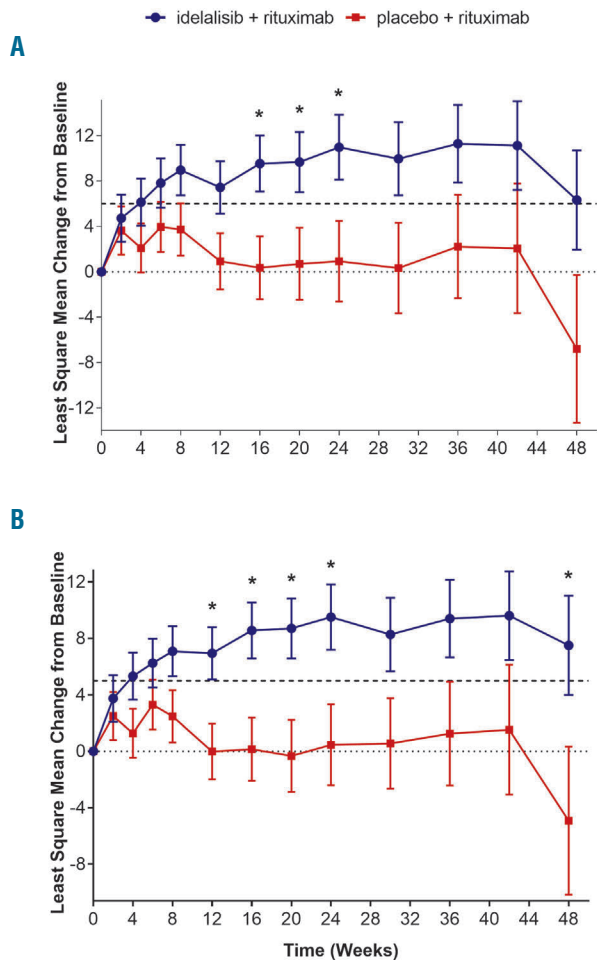 idelalisib + rituximab placebo + rituximab
A
Least Square Mean Change from Baseline
12
8
4
0
-4
-8
-12
* * *
0 4 8 12 16 20 24 28 32 36 40 44 48
B
Least Square Mean Change from Baseline
12
8
4
0
-4
-8
* * * * *
0 4 8 12 16 20 24 28 32 36 40 44 48
Time (Weeks)